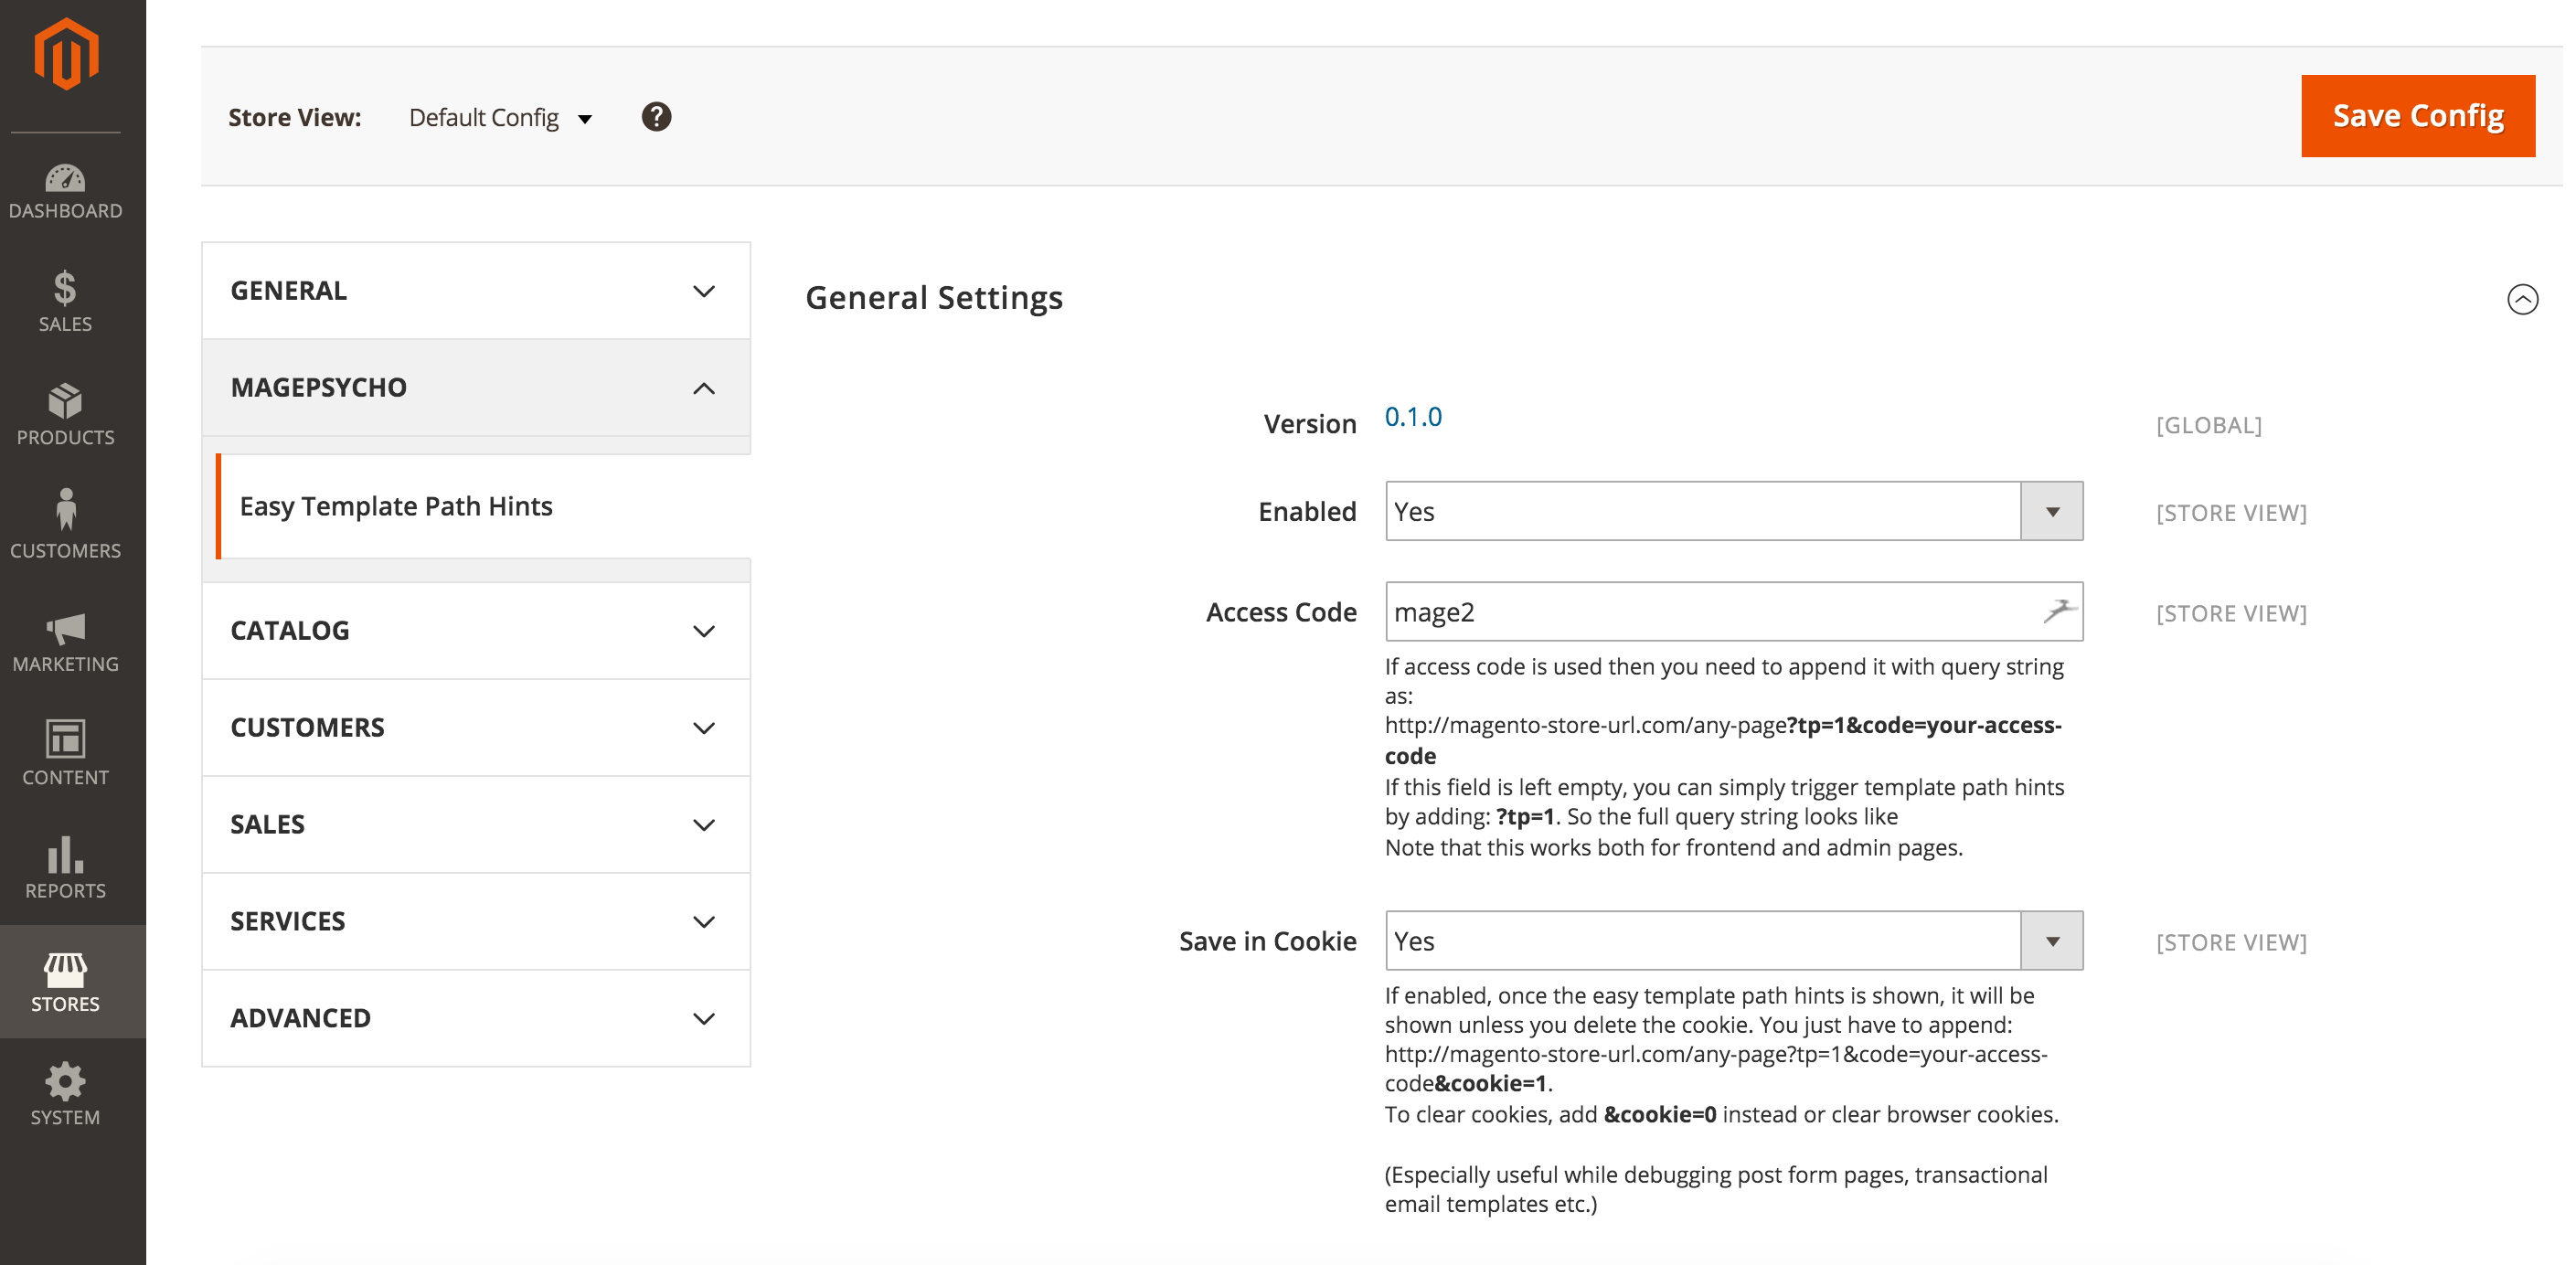 Store View: Default Config ?
Save Config
DASHBOARD
SALES
PRODUCTS
CUSTOMERS
MARKETING
CONTENT
REPORTS
STORES
SYSTEM
GENERAL
MAGEPSYCHO
Easy Template Path Hints
CATALOG
CUSTOMERS
SALES
SERVICES
ADVANCED
General Settings
Version 0.1.0 [GLOBAL]
Enabled Yes [STORE VIEW]
Access Code mage2 [STORE VIEW]
If access code is used then you need to append it with query string
as:
http://magento-store-url.com/any-page?tp=1&code=your-access-
code
If this field is left empty, you can simply trigger template path hints
by adding: ?tp=1. So the full query string looks like
Note that this works both for frontend and admin pages.
Save in Cookie Yes [STORE VIEW]
If enabled, once the easy template path hints is shown, it will be
shown unless you delete the cookie. You just have to append:
http://magento-store-url.com/any-page?tp=1&code=your-access-
code&cookie=1.
To clear cookies, add &cookie=0 instead or clear browser cookies.
(Especially useful while debugging post form pages, transactional
email templates etc.)